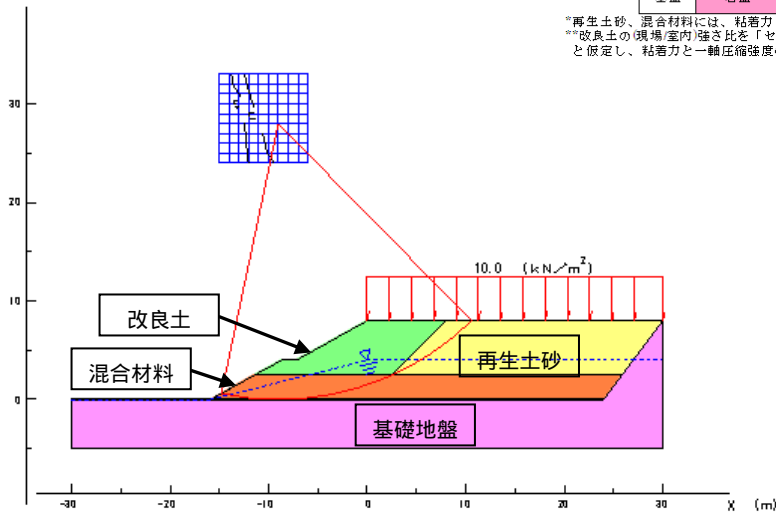 *再生土砂、混合材料には、粘着力
**改良土の(現場/室内)強さ比を「セ
と仮定し、粘着力と一軸圧縮強度
30
20
10.0 (kN/m²)
10
改良土
混合材料
再生土砂
0
基礎地盤
-30
-20
-10
0
10
20
30
X (m)